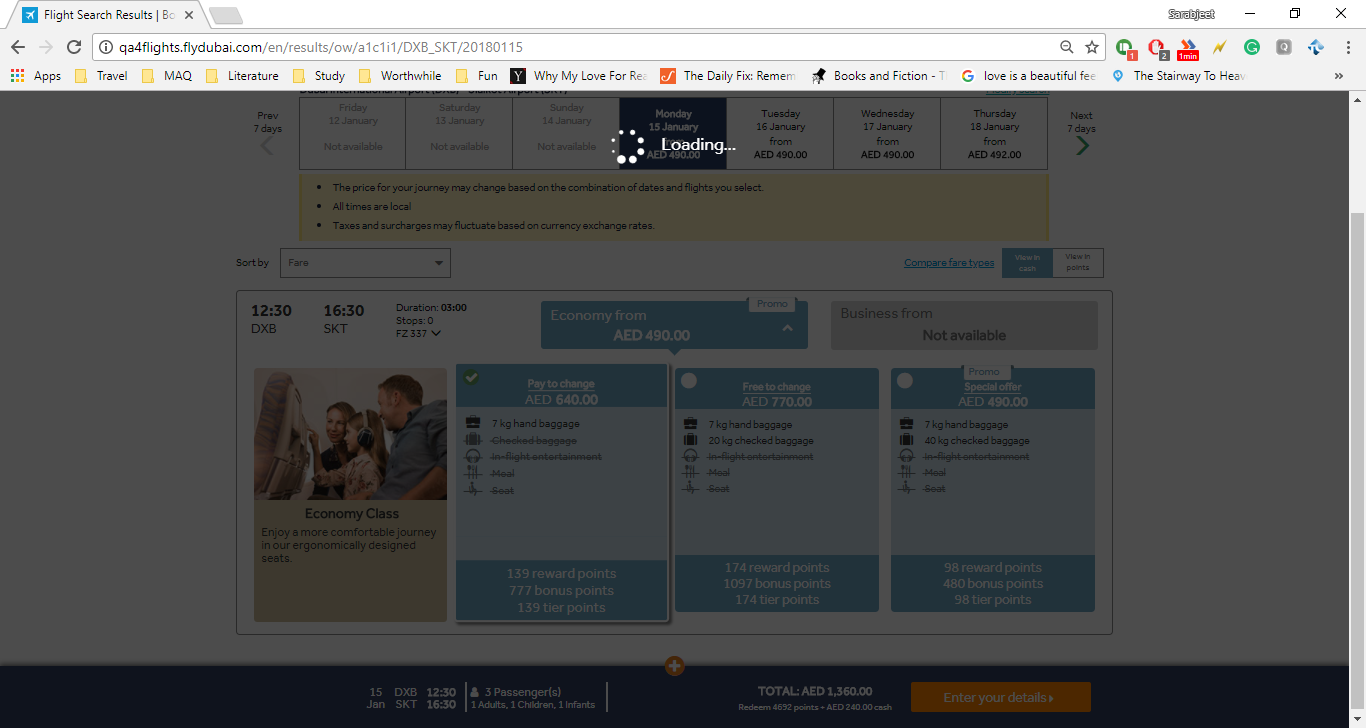 Flight Search Results | Bo
Sarabjeet
qa4flights.flydubai.com/en/results/ow/a1c1i1/DXB_SKT/20180115
1
2
1min
Apps
Travel
MAQ
Literature
Study
Worthwhile
Fun
Why My Love For Rea
The Daily Fix: Remem
Books and Fiction - T
love is a beautiful fee
The Stairway To Heav
»
Prev
7 days
Friday
12 January
Not available
Saturday
13 January
Not available
Sunday
14 January
Not available
Monday
15 January
from
AED 490.00
Loading...
Tuesday
16 January
from
AED 490.00
Wednesday
17 January
from
AED 490.00
Thursday
18 January
from
AED 492.00
Next
7 days
The price for your journey may change based on the combination of dates and flights you select.
All times are local
Taxes and surcharges may fluctuate based on currency exchange rates.
Sort by
Fare
Compare fare types
View in
cash
View in
points
12:30
DXB
16:30
SKT
Duration: 03:00
Stops: 0
FZ 337
Promo
Economy from
AED 490.00
Business from
Not available
Economy Class
Enjoy a more comfortable journey
in our ergonomically designed
seats.
Pay to change
AED 640.00
7 kg hand baggage
Checked baggage
In-flight entertainment
Meal
Seat
139 reward points
777 bonus points
139 tier points
Free to change
AED 770.00
7 kg hand baggage
20 kg checked baggage
In-flight entertainment
Meal
Seat
174 reward points
1097 bonus points
174 tier points
Promo
Special offer
AED 490.00
7 kg hand baggage
40 kg checked baggage
In-flight entertainment
Meal
Seat
98 reward points
480 bonus points
98 tier points
15
Jan
DXB 12:30
SKT 16:30
3 Passenger(s)
1 Adults, 1 Children, 1 Infants
TOTAL: AED 1,360.00
Redeem 4692 points + AED 240.00 cash
Enter your details